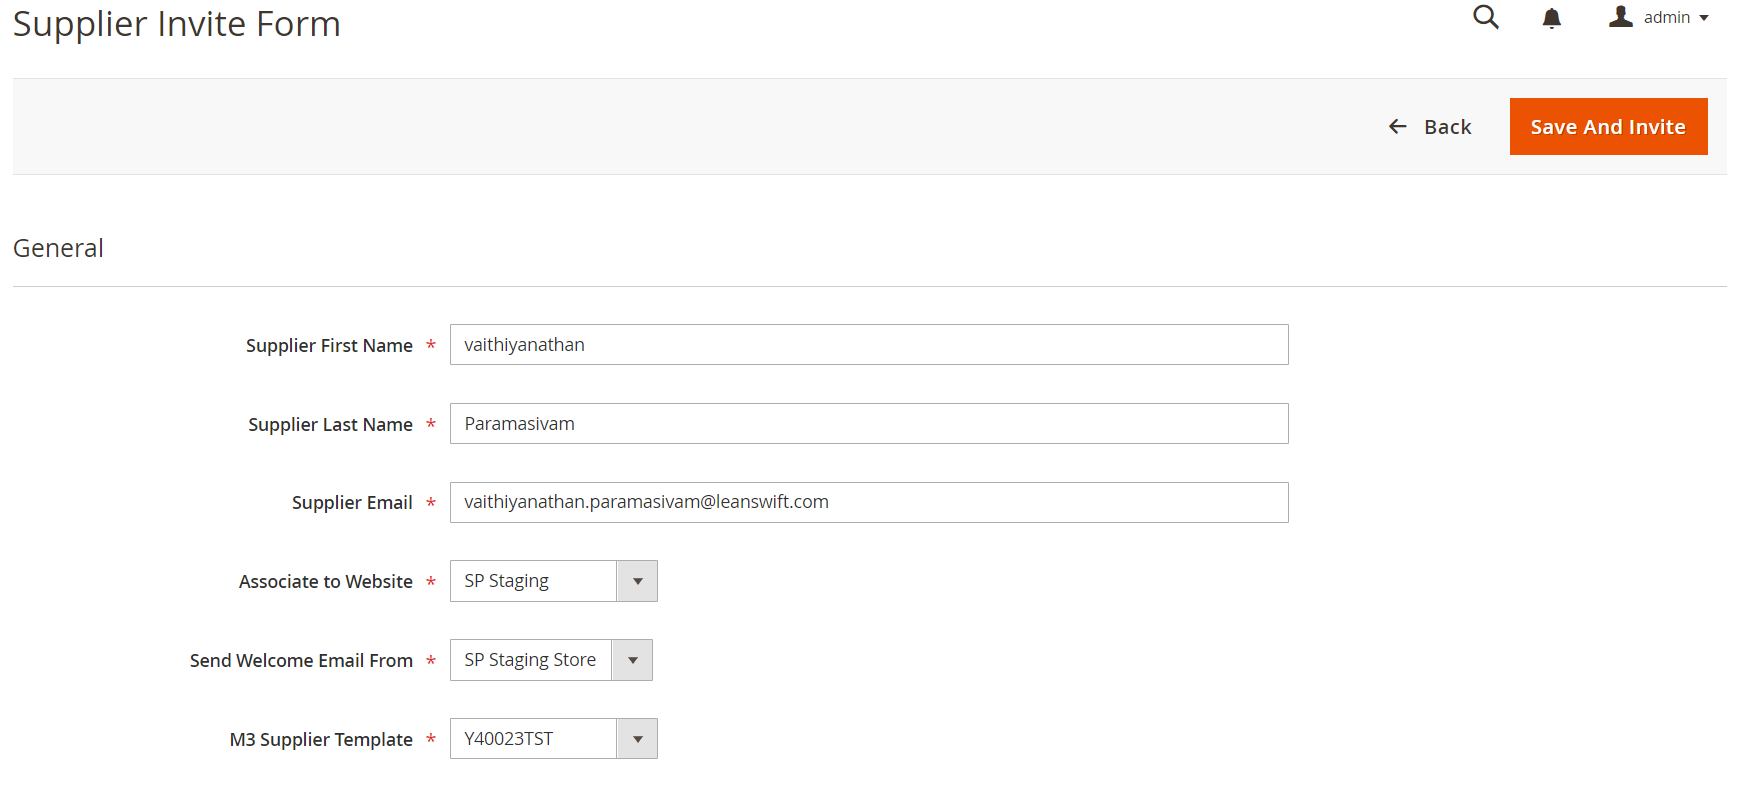 Supplier Invite Form
admin
Back
Save And Invite
General
Supplier First Name *
vaithiyanathan
Supplier Last Name *
Paramasivam
Supplier Email *
vaithiyanathan.paramasivam@leanswift.com
Associate to Website *
SP Staging
Send Welcome Email From *
SP Staging Store
M3 Supplier Template *
Y40023TST